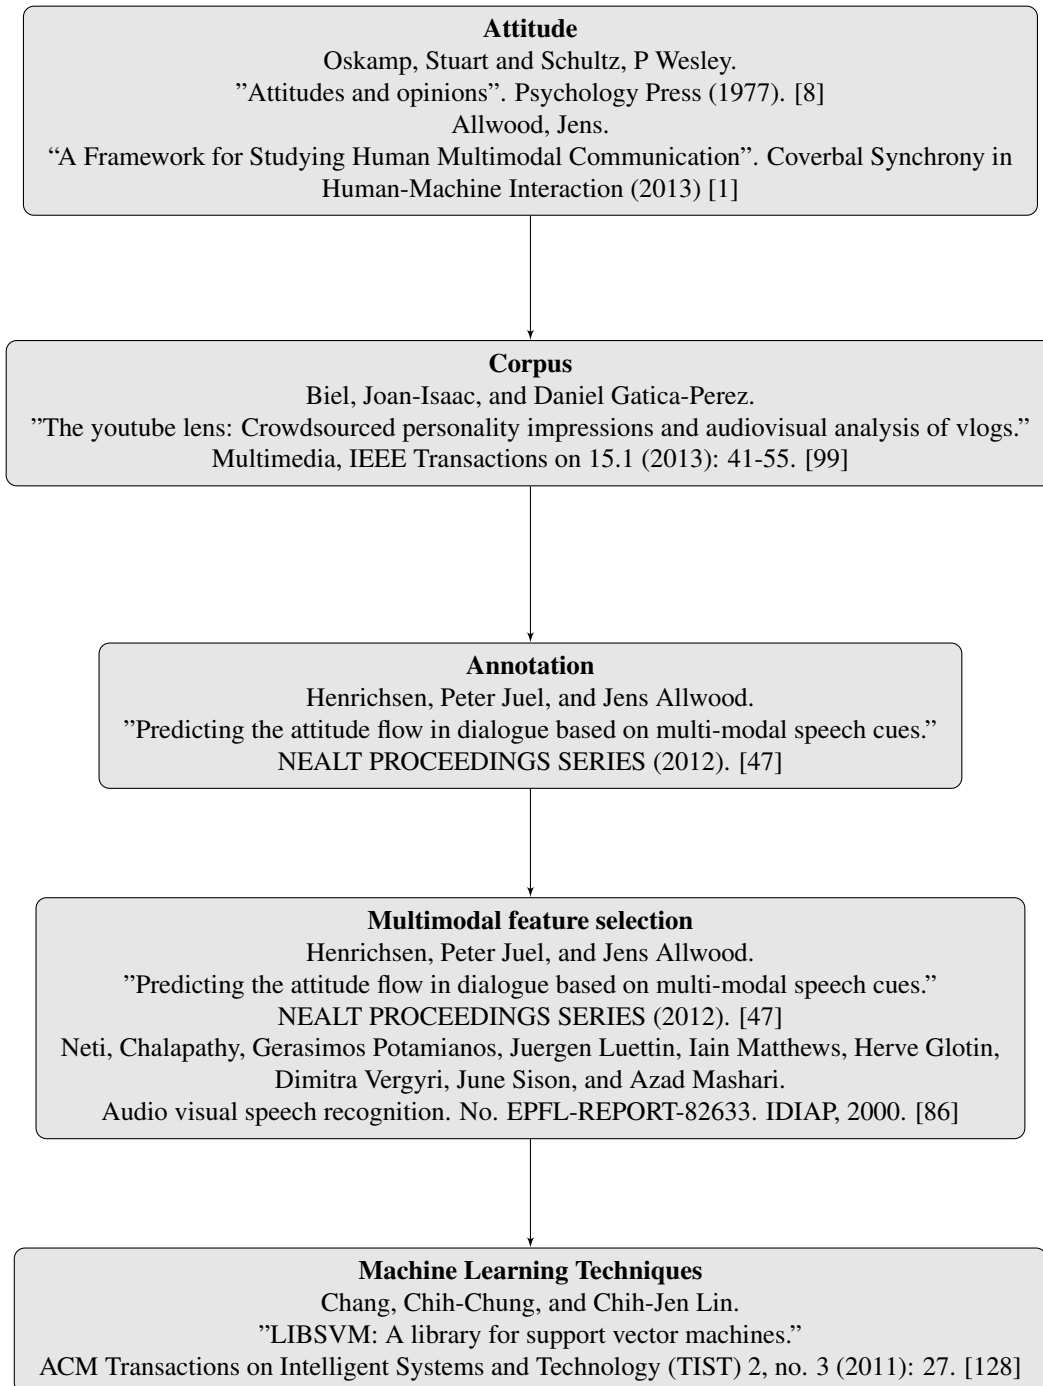 Attitude
Oskamp, Stuart and Schultz, P Wesley.
”Attitudes and opinions”. Psychology Press (1977). [8]
Allwood, Jens.
“A Framework for Studying Human Multimodal Communication”. Coverbal Synchrony in
Human-Machine Interaction (2013) [1]
Corpus
Biel, Joan-Isaac, and Daniel Gatica-Perez.
”The youtube lens: Crowdsourced personality impressions and audiovisual analysis of vlogs.”
Multimedia, IEEE Transactions on 15.1 (2013): 41-55. [99]
Annotation
Henrichsen, Peter Juel, and Jens Allwood.
”Predicting the attitude flow in dialogue based on multi-modal speech cues.”
NEALT PROCEEDINGS SERIES (2012). [47]
Multimodal feature selection
Henrichsen, Peter Juel, and Jens Allwood.
”Predicting the attitude flow in dialogue based on multi-modal speech cues.”
NEALT PROCEEDINGS SERIES (2012). [47]
Neti, Chalapathy, Gerasimos Potamianos, Juergen Luettin, Iain Matthews, Herve Glotin,
Dimitra Vergyri, June Sison, and Azad Mashari.
Audio visual speech recognition. No. EPFL-REPORT-82633. IDIAP, 2000. [86]
Machine Learning Techniques
Chang, Chih-Chung, and Chih-Jen Lin.
”LIBSVM: A library for support vector machines.”
ACM Transactions on Intelligent Systems and Technology (TIST) 2, no. 3 (2011): 27. [128]